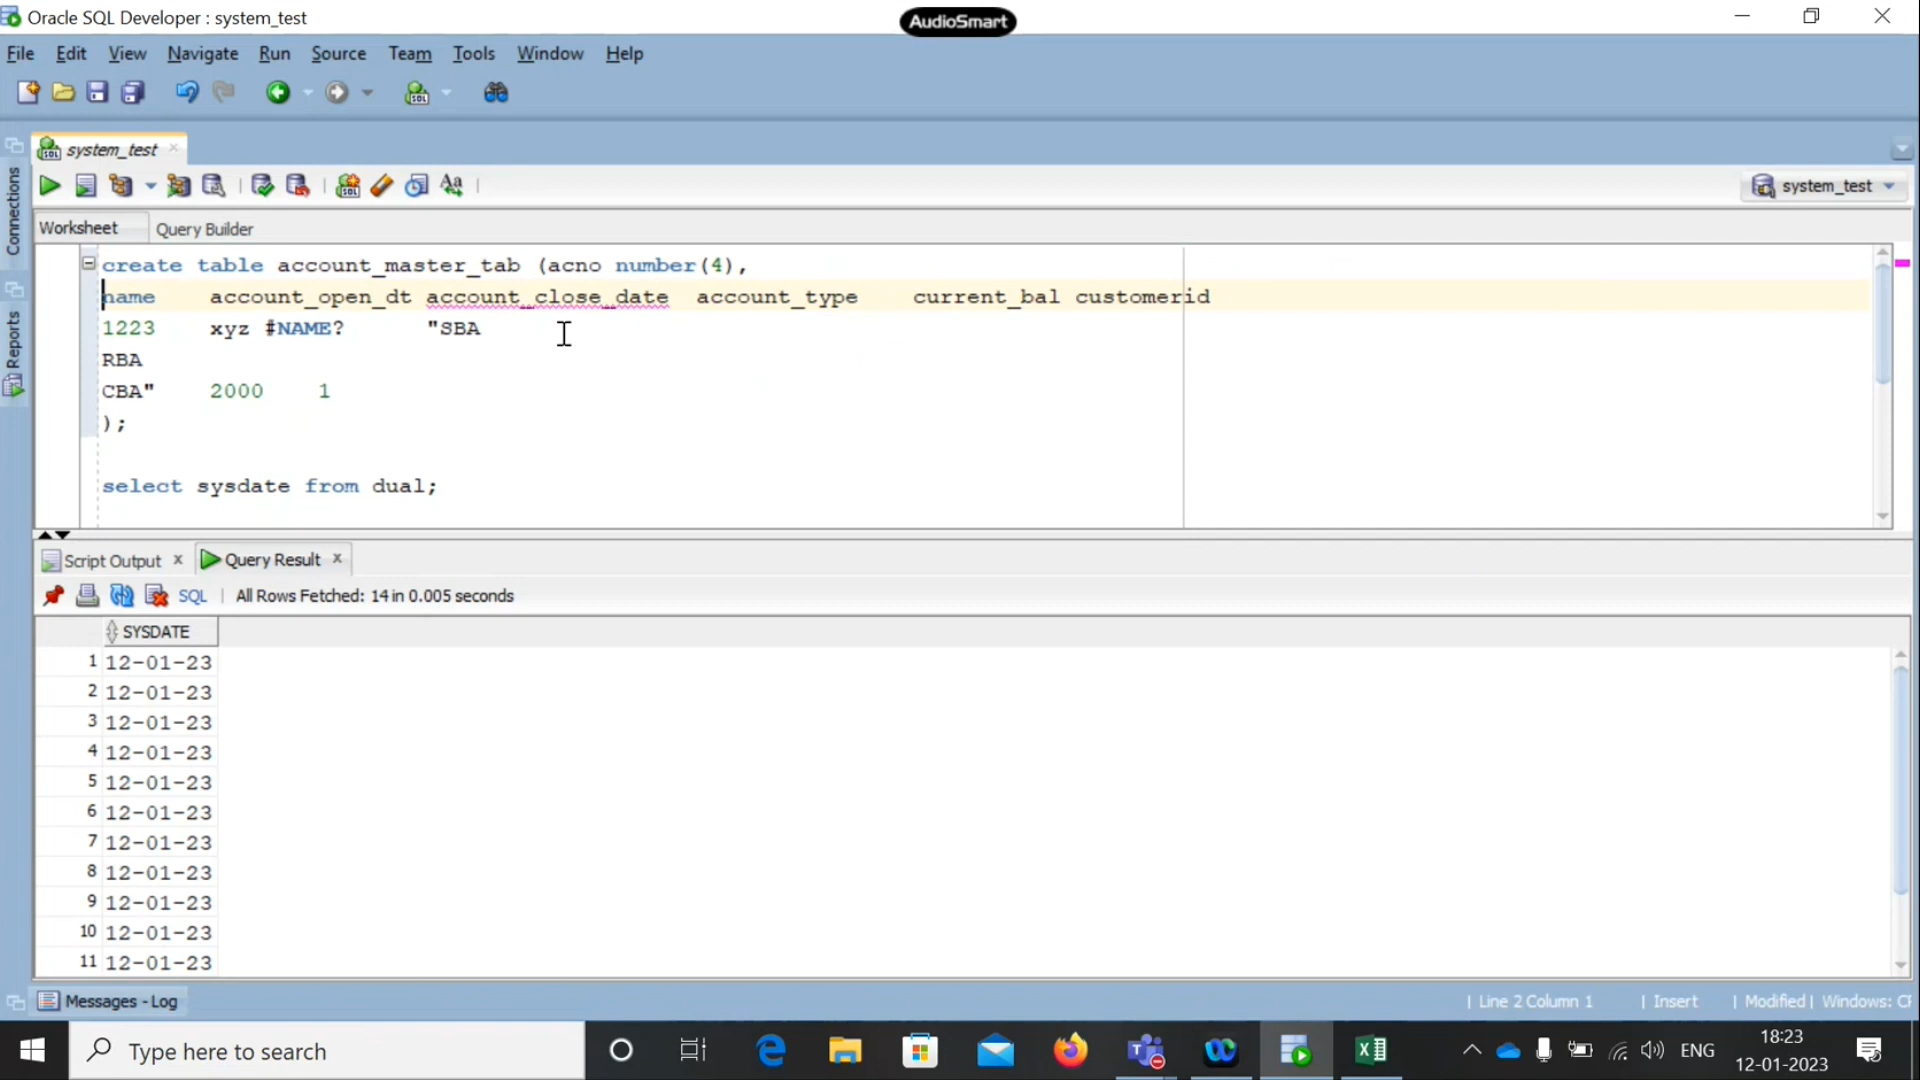 Oracle SQL Developer : system_test
AudioSmart
File Edit View Navigate Run Source Team Tools Window Help
SQL
SQL system_test
SQL Aa system_test
Connections
Reports
Worksheet Query Builder
create table account_master_tab (acno number(4),
name account_open_dt account_close_date account_type current_bal customerid
1223 xyz #NAME? "SBA
RBA
CBA" 2000 1
);
select sysdate from dual;
Script Output x Query Result x
SQL | All Rows Fetched: 14 in 0.005 seconds
SYSDATE
1 12-01-23
2 12-01-23
3 12-01-23
4 12-01-23
5 12-01-23
6 12-01-23
7 12-01-23
8 12-01-23
9 12-01-23
10 12-01-23
11 12-01-23
Messages - Log | Line 2 Column 1 | Insert | Modified | Windows: CR
Type here to search
ENG
18:23
12-01-2023